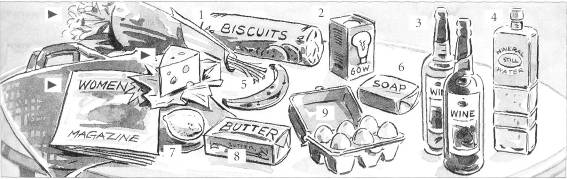 1
BISCUITS
2
60W
3
4
MINERAL
STILL
WATER
5
6
SOAP
WINE
WINE
WOMEN'S
MAGAZINE
7
BUTTER
BUTTER
8
9